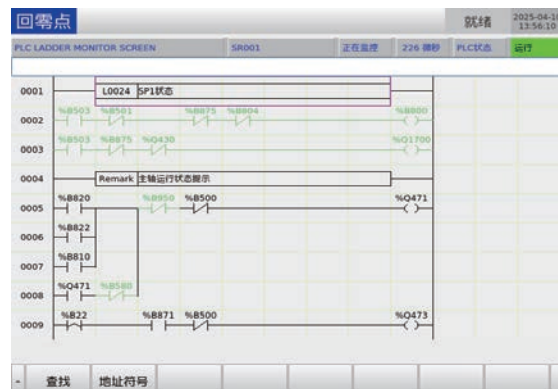 回零点 就绪 2025-04-10 13:56:10
PLC LADDER MONITOR SCREEN SR001 正在监控 226 微秒 PLC状态 运行
0001 L0024 SP1状态
%B503 %B501 %B875 %B804 %B800
0002
%B503 %B875 %Q430 %Q1700
0003
0004 Remark 主轴运行状态提示
%B820 %B950 %B500 %Q471
0005
%B822
0006
%B810
0007
%Q471 %B588
0008
%B22 %B871 %B500 %Q473
0009
- 查找 地址符号